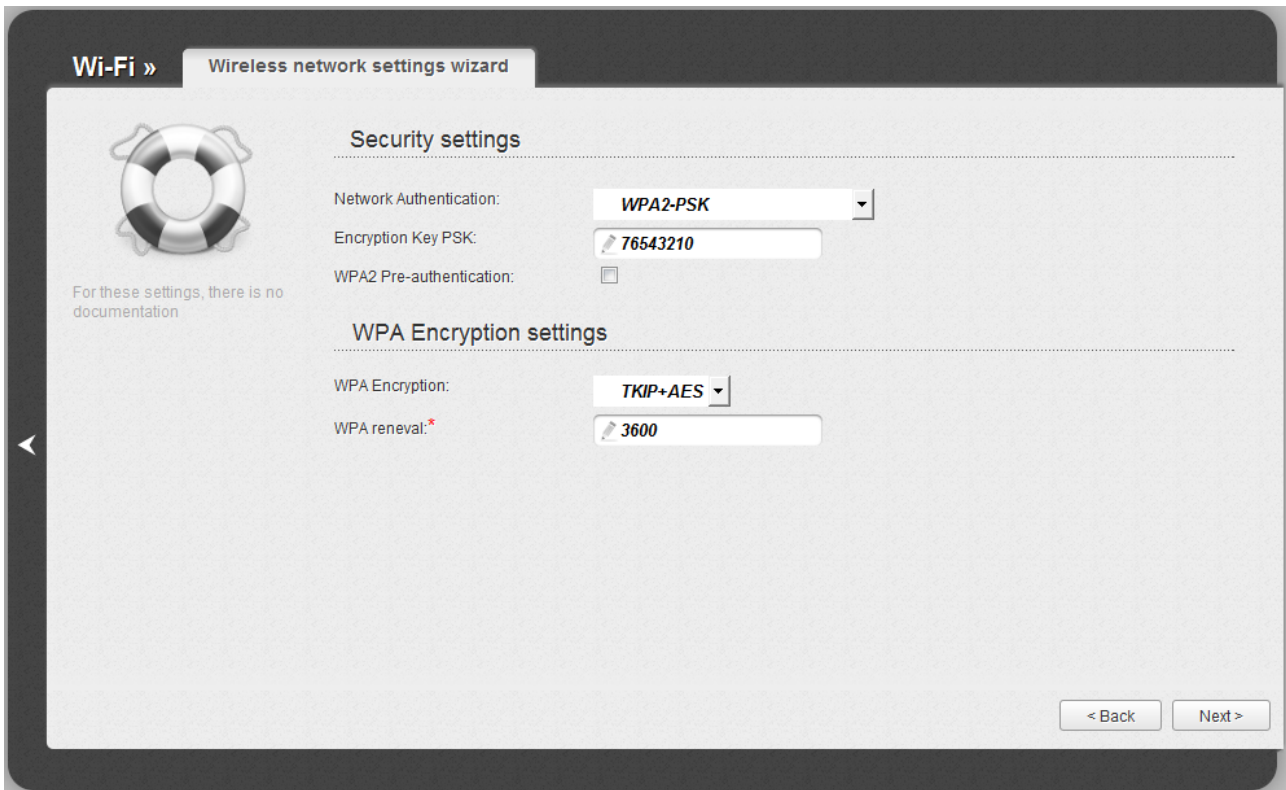 Wi-Fi »
Wireless network settings wizard
For these settings, there is no
documentation
Security settings
Network Authentication: WPA2-PSK
Encryption Key PSK: 76543210
WPA2 Pre-authentication:
WPA Encryption settings
WPA Encryption: TKIP+AES
WPA reneval:* 3600
< Back
Next >